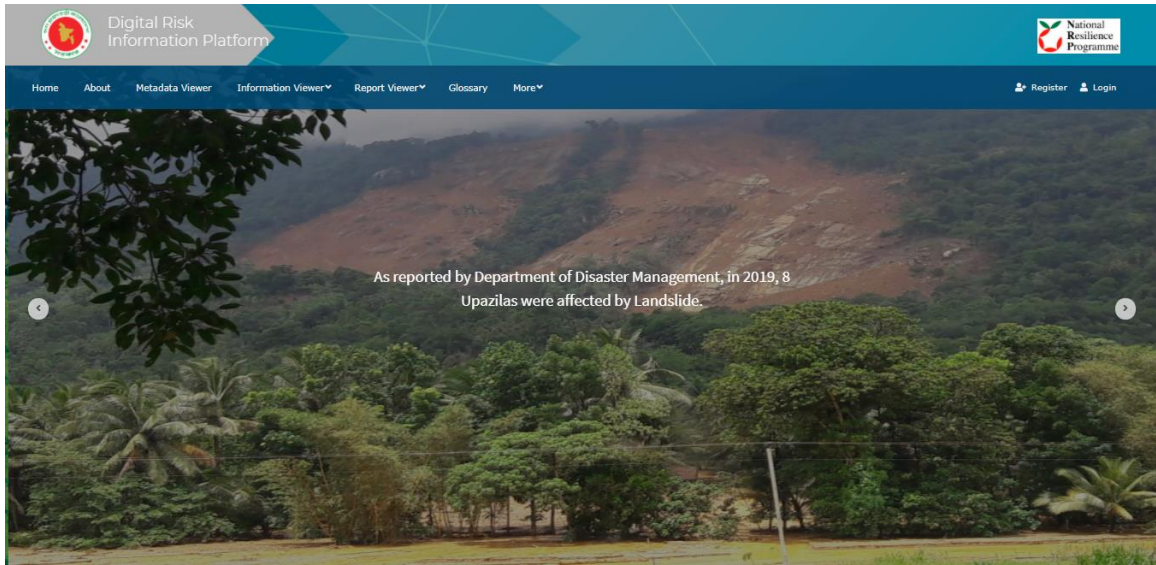 Digital Risk
Information Platform
National
Resilience
Programme
Home About Metadata Viewer Information Viewer Report Viewer Glossary More
Register Login
As reported by Department of Disaster Management, in 2019, 8
Upazilas were affected by Landslide.